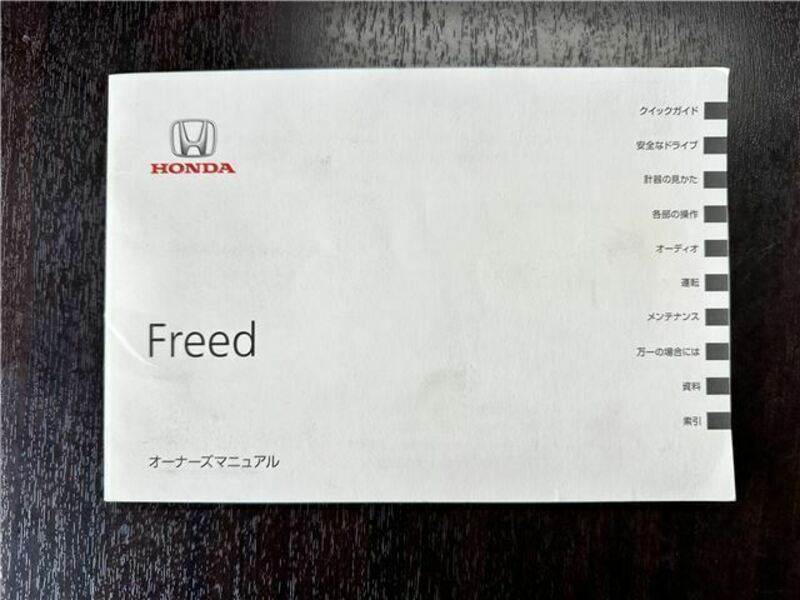 HONDA
Freed
オーナーズマニュアル
クイックガイド
安全なドライブ
計器の見かた
各部の操作
オーディオ
運転
メンテナンス
万一の場合には
資料
索引